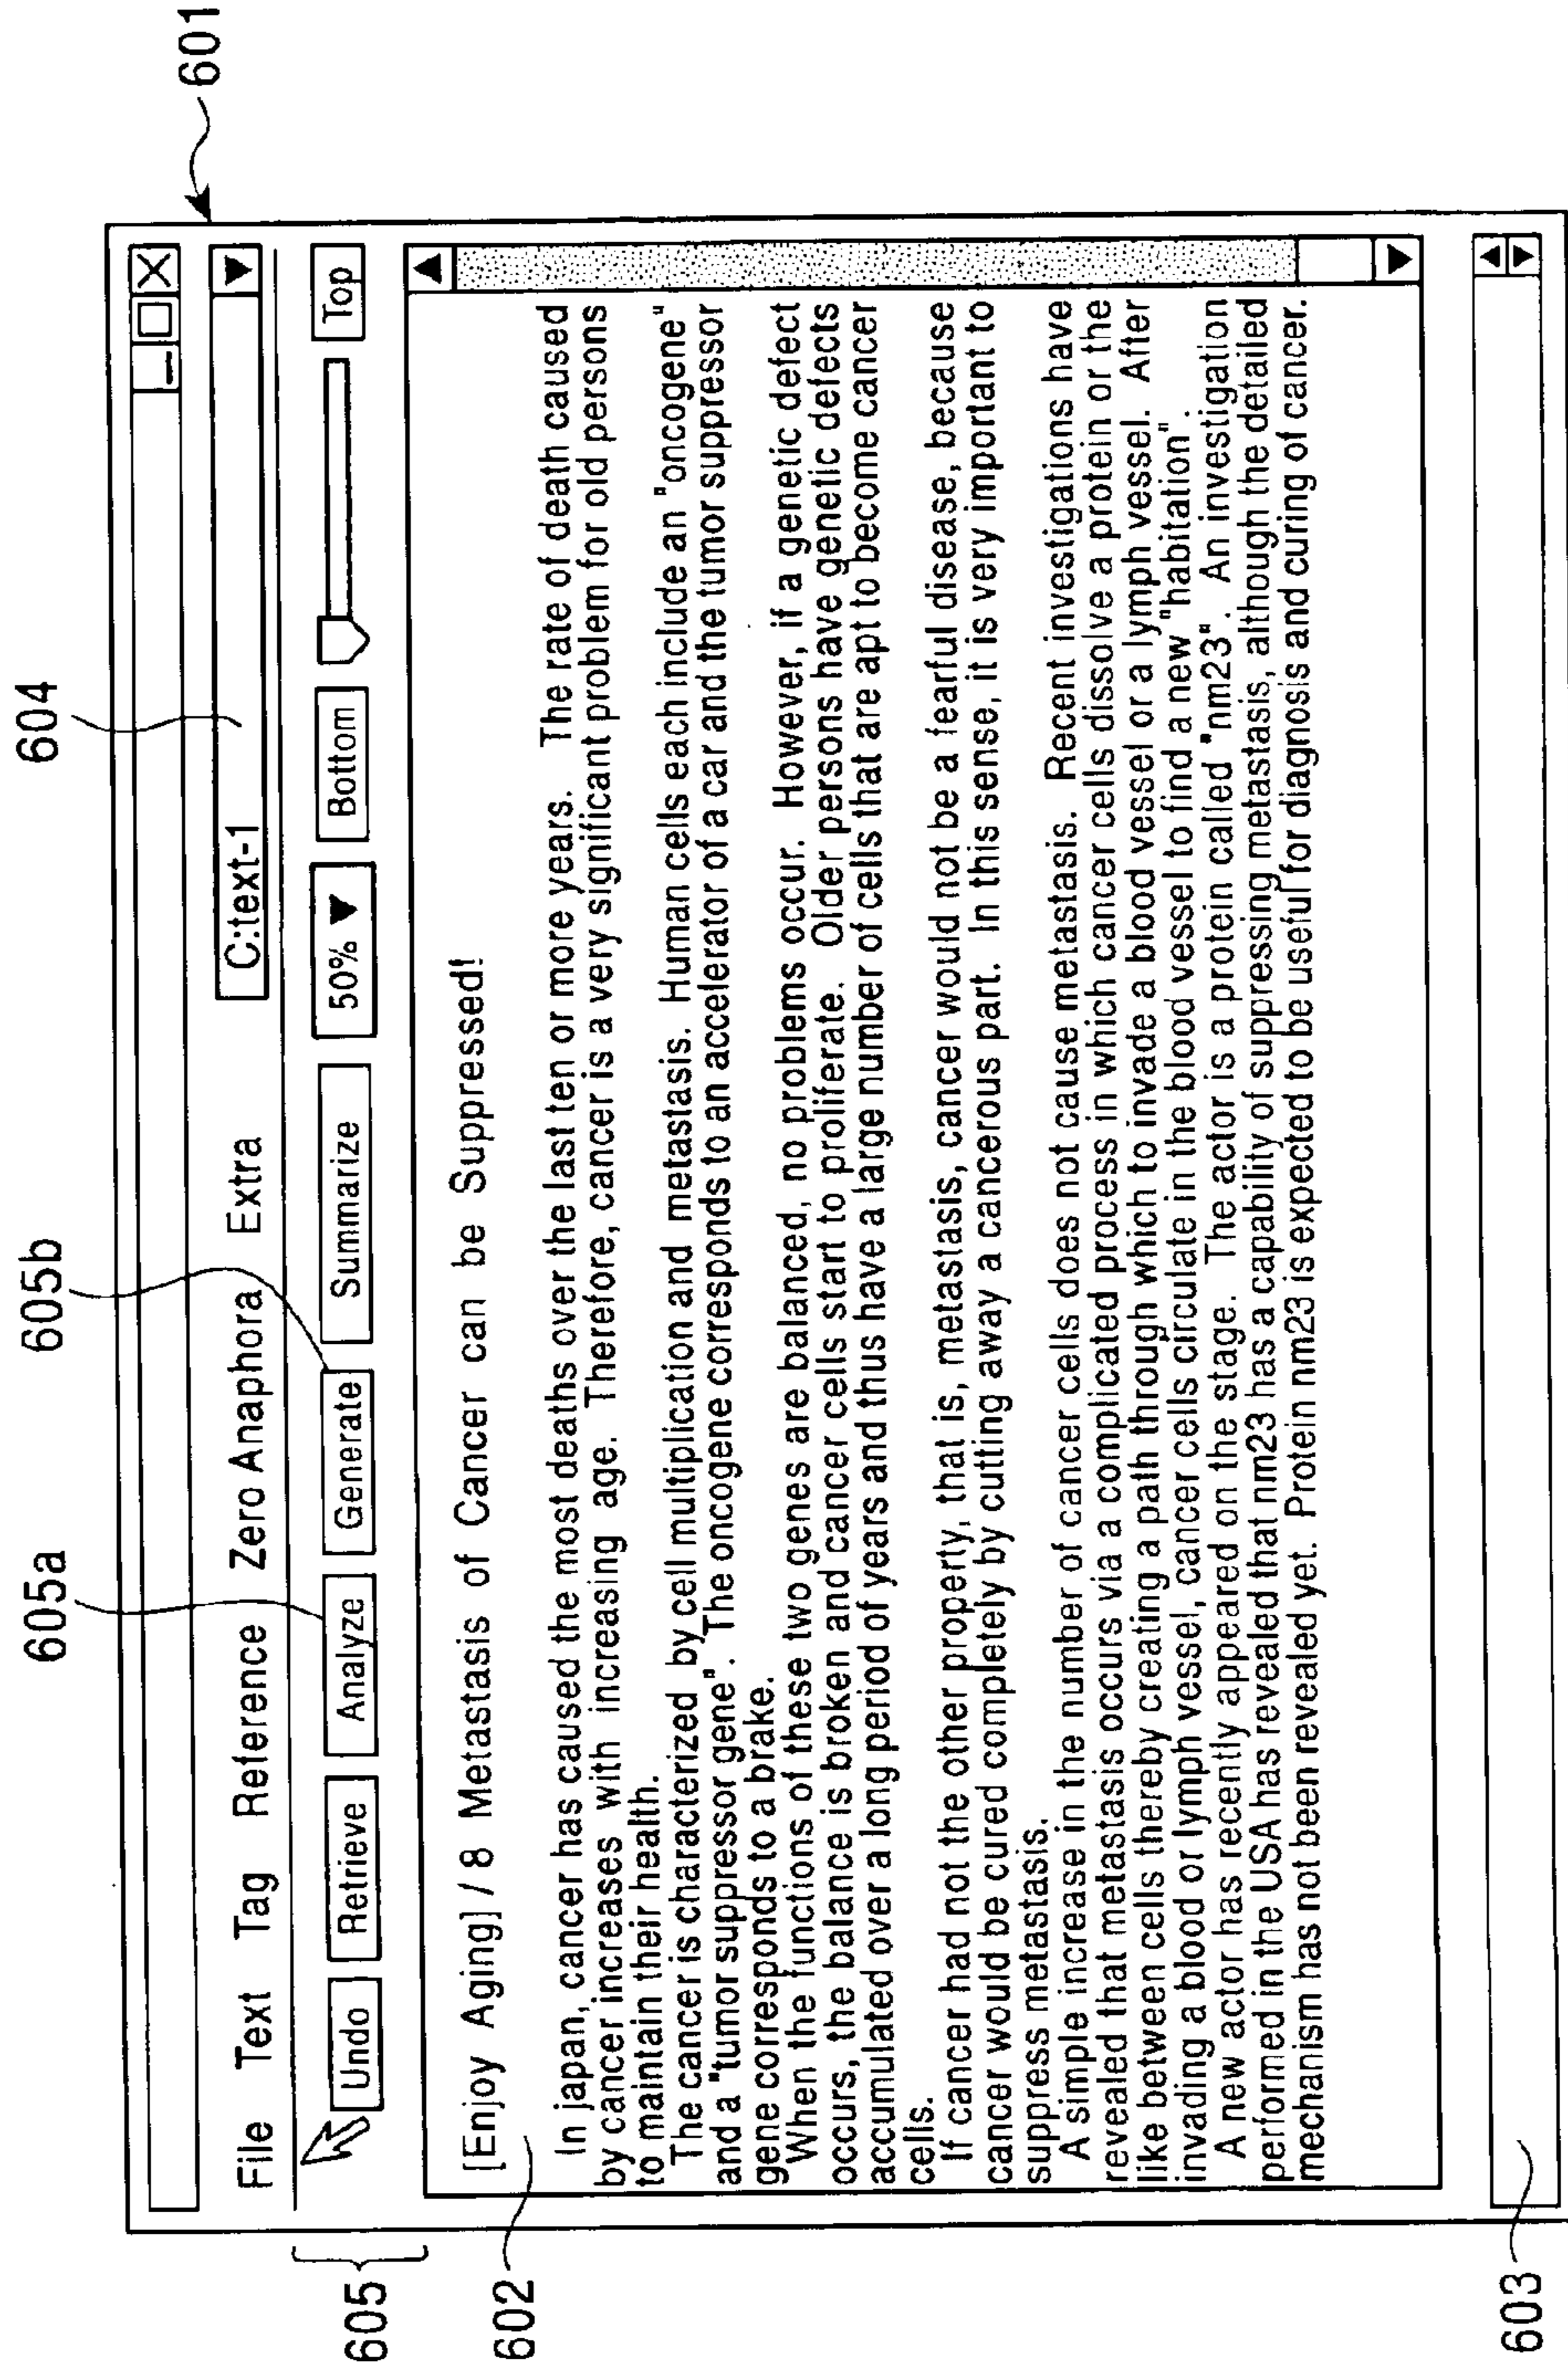 604
605b
605a
601
C:text-1
File Text Tag Reference Zero Anaphora Extra
605
Undo Retrieve Analyze Generate Summarize 50% ▼ Bottom Top
602
[Enjoy Aging] / 8 Metastasis of Cancer can be Suppressed!
In japan, cancer has caused the most deaths over the last ten or more years. The rate of death caused
by cancer increases with increasing age. Therefore, cancer is a very significant problem for old persons
to maintain their health.
The cancer is characterized by cell multiplication and metastasis. Human cells each include an "oncogene"
and a "tumor suppressor gene". The oncogene corresponds to an accelerator of a car and the tumor suppressor
gene corresponds to a brake.
When the functions of these two genes are balanced, no problems occur. However, if a genetic defect
occurs, the balance is broken and cancer cells start to proliferate. Older persons have genetic defects
accumulated over a long period of years and thus have a large number of cells that are apt to become cancer
cells.
If cancer had not the other property, that is, metastasis, cancer would not be a fearful disease, because
cancer would be cured completely by cutting away a cancerous part. In this sense, it is very important to
suppress metastasis.
A simple increase in the number of cancer cells does not cause metastasis. Recent investigations have
revealed that metastasis occurs via a complicated process in which cancer cells dissolve a protein or the
like between cells thereby creating a path through which to invade a blood vessel or a lymph vessel. After
invading a blood or lymph vessel, cancer cells circulate in the blood vessel to find a new "habitation".
A new actor has recently appeared on the stage. The actor is a protein called "nm23". An investigation
performed in the USA has revealed that nm23 has a capability of suppressing metastasis, although the detailed
mechanism has not been revealed yet. Protein nm23 is expected to be useful for diagnosis and curing of cancer.
603